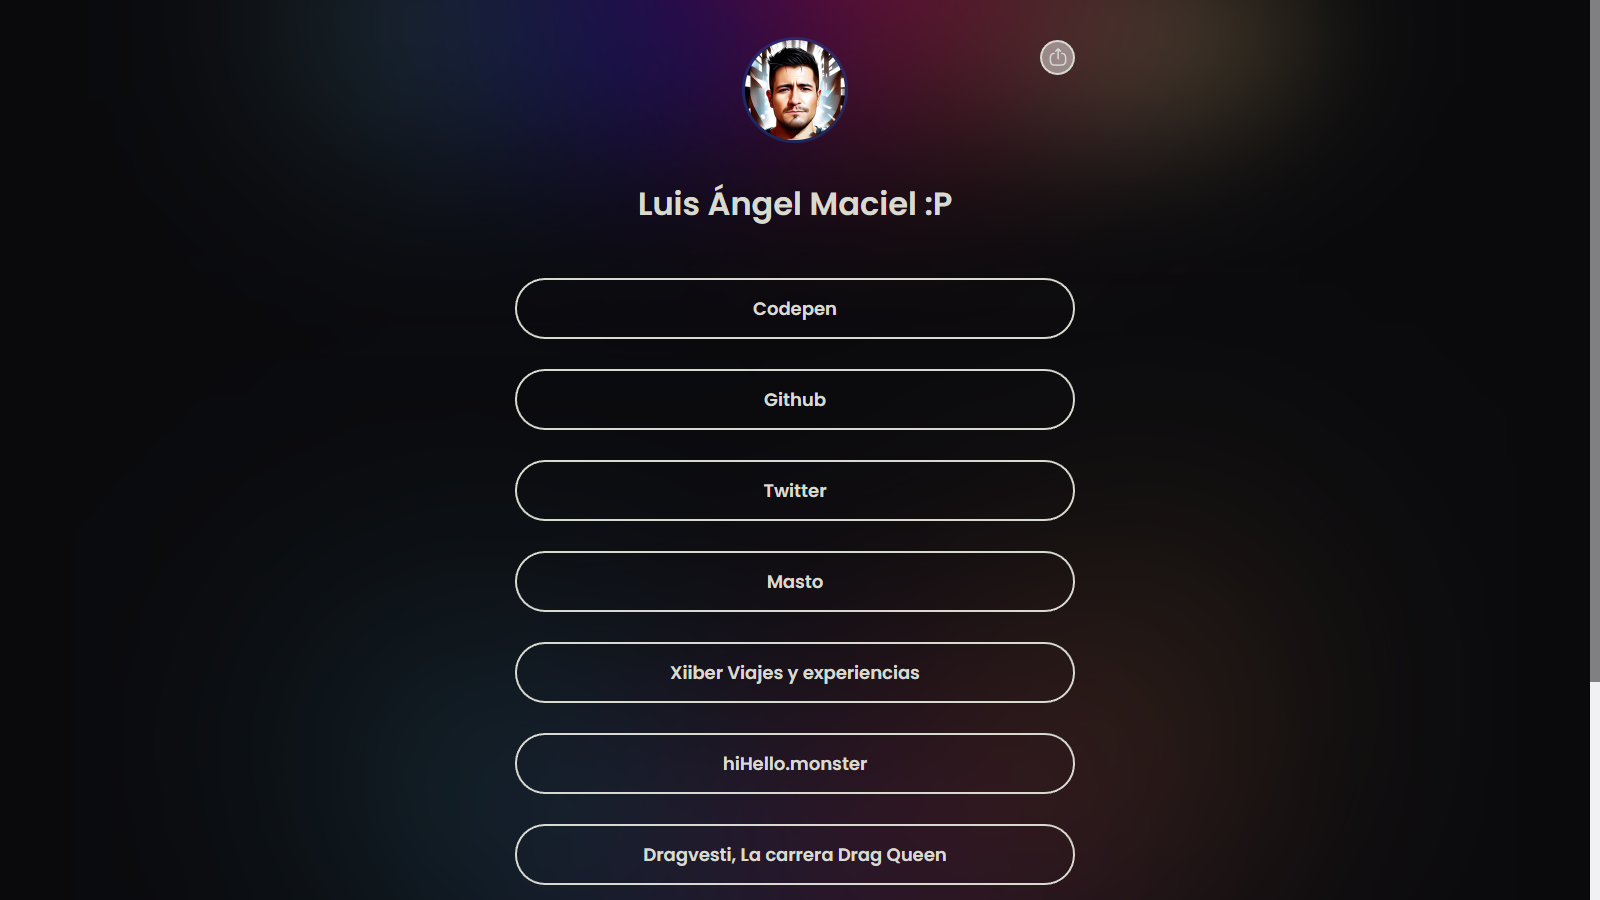 Luis Ángel Maciel :P
Codepen
Github
Twitter
Masto
Xiiber Viajes y experiencias
hiHello.monster
Dragvesti, La carrera Drag Queen